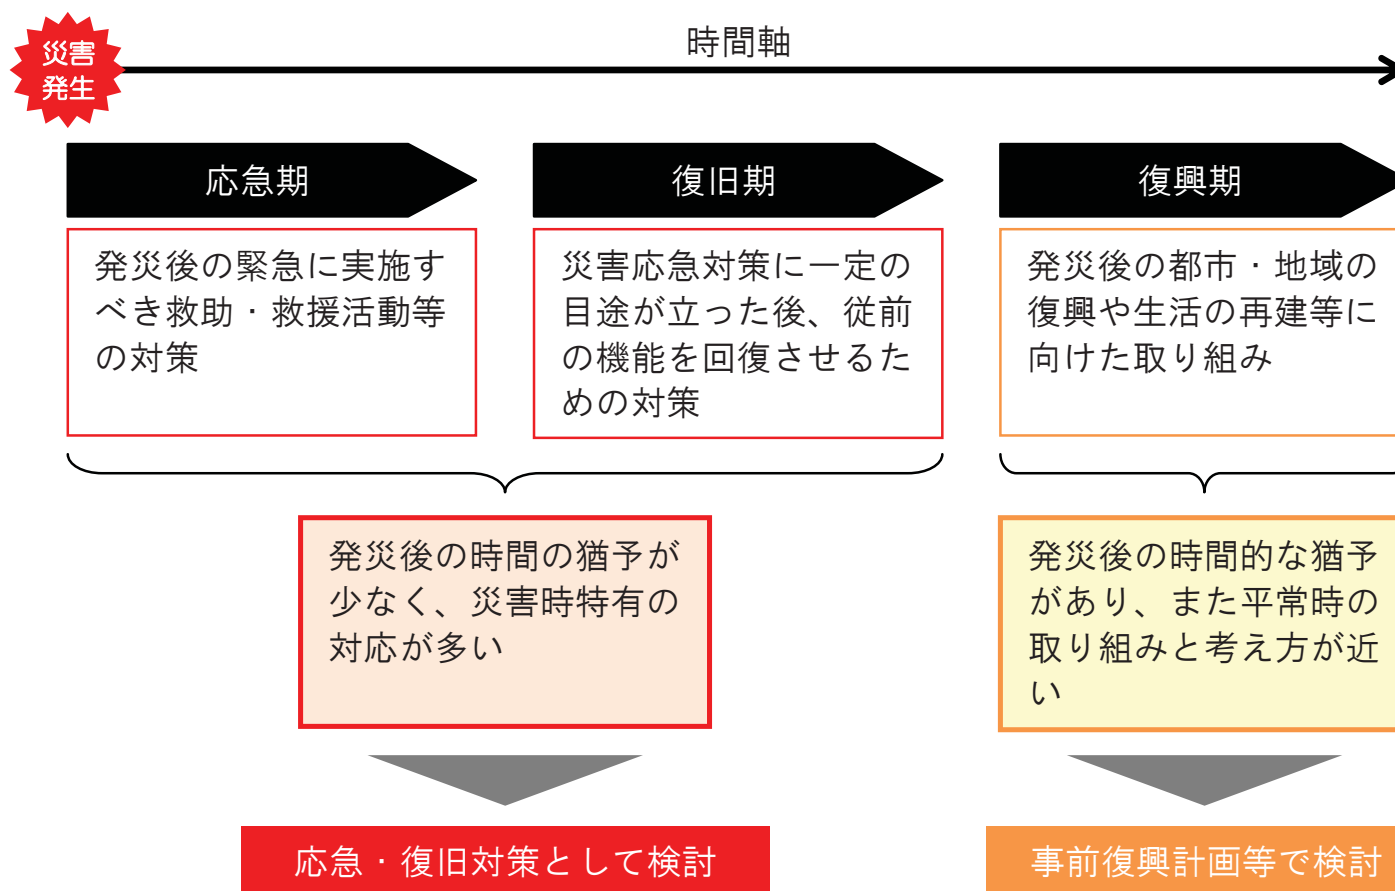 災害
発生
時間軸
応急期
復旧期
復興期
発災後の緊急に実施す
べき救助・救援活動等
の対策
災害応急対策に一定の
目途が立った後、従前
の機能を回復させるた
めの対策
発災後の都市・地域の
復興や生活の再建等に
向けた取り組み
発災後の時間の猶予が
少なく、災害時特有の
対応が多い
発災後の時間的な猶予
があり、また平常時の
取り組みと考え方が近
い
応急・復旧対策として検討
事前復興計画等で検討